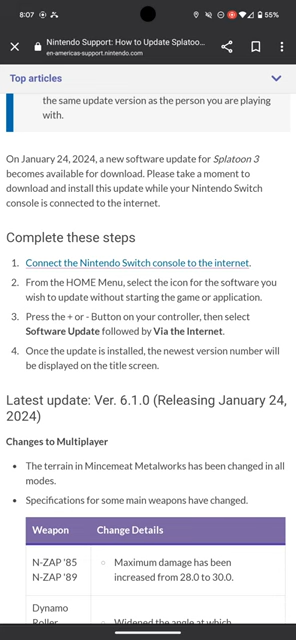 8:07
55%
Nintendo Support: How to Update Splatoo...
en-americas-support.nintendo.com
Top articles
the same update version as the person you are playing
with.
On January 24, 2024, a new software update for Splatoon 3
becomes available for download. Please take a moment to
download and install this update while your Nintendo Switch
console is connected to the internet.
Complete these steps
1. Connect the Nintendo Switch console to the internet.
2. From the HOME Menu, select the icon for the software you
wish to update without starting the game or application.
3. Press the + or - Button on your controller, then select
Software Update followed by Via the Internet.
4. Once the update is installed, the newest version number will
be displayed on the title screen.
Latest update: Ver. 6.1.0 (Releasing January 24,
2024)
Changes to Multiplayer
• The terrain in Mincemeat Metalworks has been changed in all
modes.
• Specifications for some main weapons have changed.
Weapon Change Details
N-ZAP '85
N-ZAP '89
○ Maximum damage has been
increased from 28.0 to 30.0.
Dynamo
Roller
○ Widened the angle at which